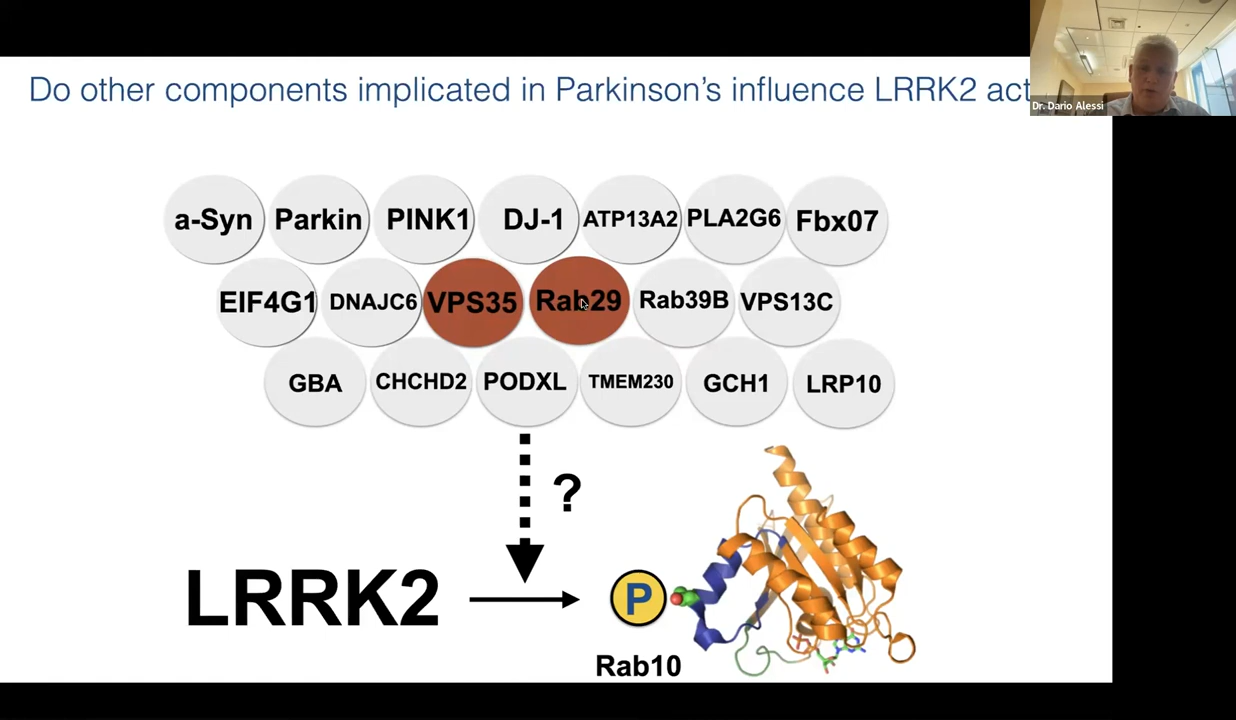 Do other components implicated in Parkinson's influence LRRK2 act
Dr. Dario Alessi
a-Syn Parkin PINK1 DJ-1 ATP13A2 PLA2G6 Fbx07
EIF4G1 DNAJC6 VPS35 Rab29 Rab39B VPS13C
GBA CHCHD2 PODXL TMEM230 GCH1 LRP10
?
LRRK2 P
Rab10